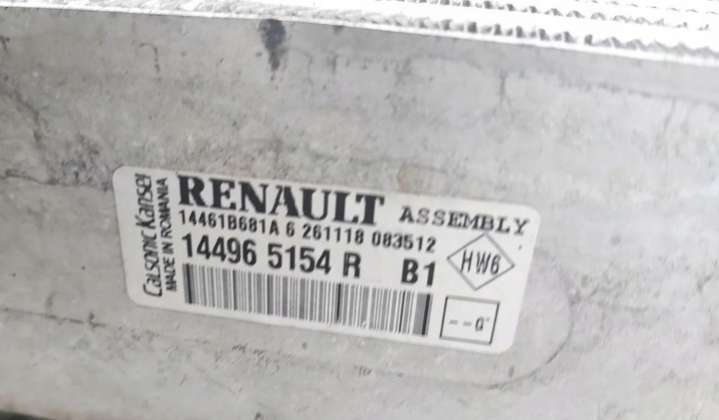 Calsonic Kansei
MADE IN ROMANIA
RENAULT ASSEMBLY
14461B681A 6 261118 083512
14496 5154 R B1
HW6
--G